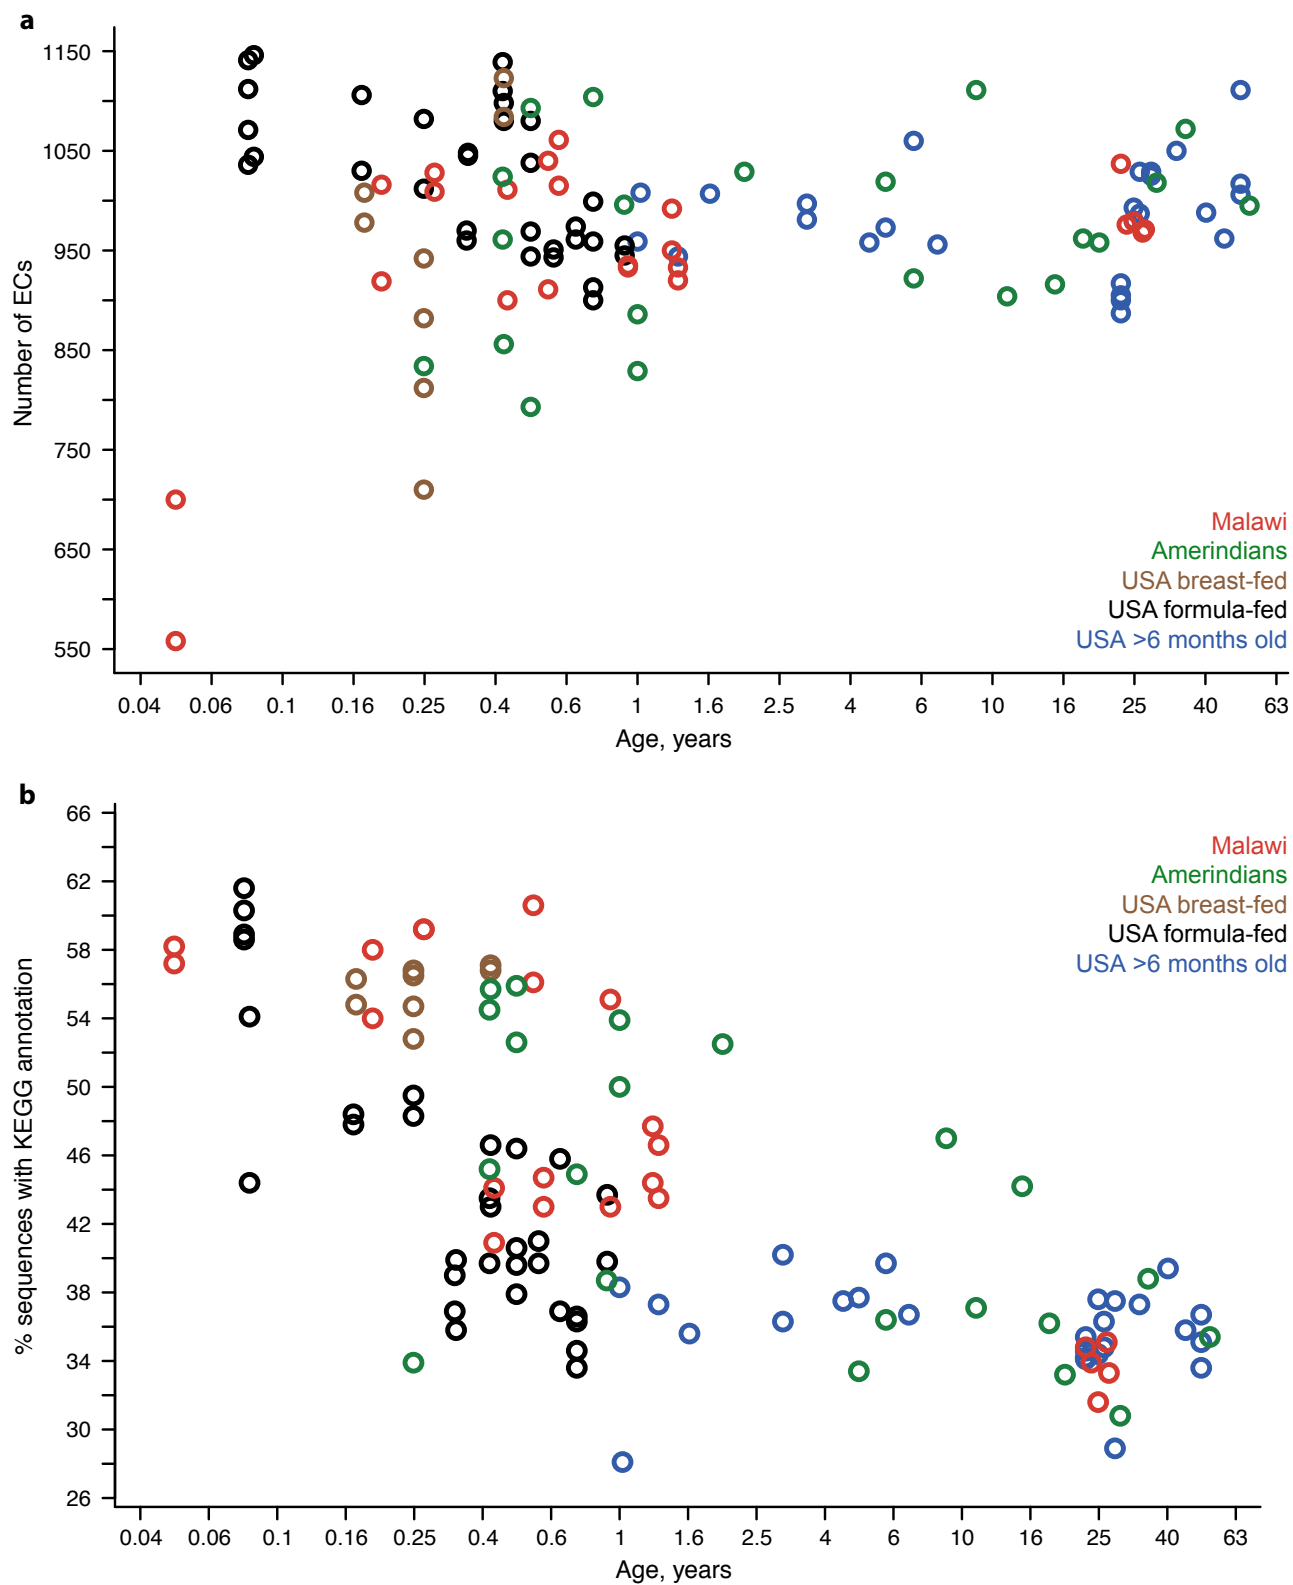 a
1150
1050
950
850
750
650
550
Number of ECs
Malawi
Amerindians
USA breast-fed
USA formula-fed
USA >6 months old
0.04 0.06 0.1 0.16 0.25 0.4 0.6 1 1.6 2.5 4 6 10 16 25 40 63
Age, years
b
66
62
58
54
50
46
42
38
34
30
26
% sequences with KEGG annotation
Malawi
Amerindians
USA breast-fed
USA formula-fed
USA >6 months old
0.04 0.06 0.1 0.16 0.25 0.4 0.6 1 1.6 2.5 4 6 10 16 25 40 63
Age, years